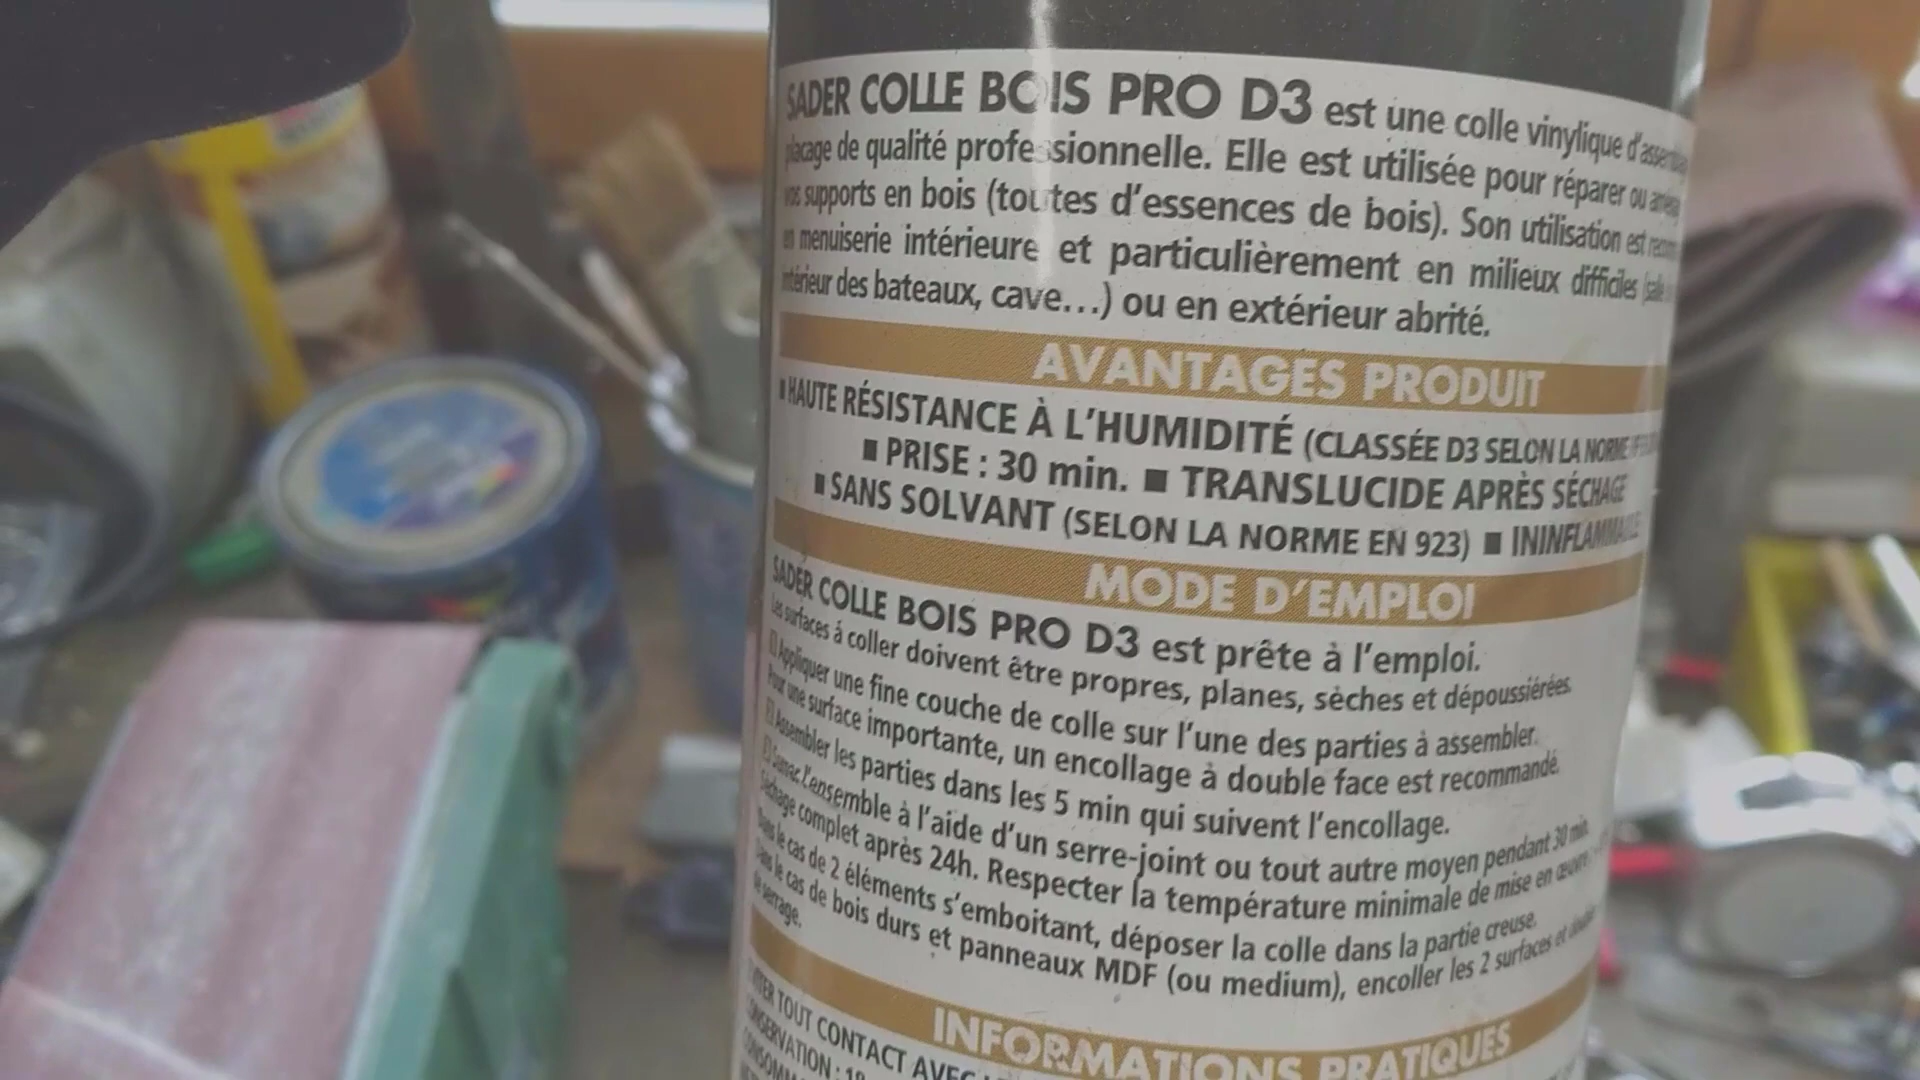 SADER COLLE BOIS PRO D3 est une colle vinylique
placage de qualité professionnelle. Elle est utilisée pour réparer ou
vos supports en bois (toutes d'essences de bois). Son utilisation est
en menuiserie intérieure et particulièrement en milieux difficiles
intérieur des bateaux, cave...) ou en extérieur abrité.
AVANTAGES PRODUIT
■ HAUTE RÉSISTANCE À L'HUMIDITÉ (CLASSÉE D3 SELON LA NORME
■ PRISE : 30 min. ■ TRANSLUCIDE APRÈS SÉCHAGE
■ SANS SOLVANT (SELON LA NORME EN 923) ■ ININFLAMMABLE
MODE D'EMPLOI
SADER COLLE BOIS PRO D3 est prête à l'emploi.
Les surfaces à coller doivent être propres, planes, sèches et dépoussiérées.
Appliquer une fine couche de colle sur l'une des parties à assembler.
Pour une surface importante, un encollage à double face est recommandé.
Assembler les parties dans les 5 min qui suivent l'encollage.
l'ensemble à l'aide d'un serre-joint ou tout autre moyen pendant 30 min.
Séchage complet après 24h. Respecter la température minimale de mise en œuvre
Dans le cas de 2 éléments s'emboitant, déposer la colle dans la partie creuse.
Dans le cas de bois durs et panneaux MDF (ou medium), encoller les 2 surfaces et
de serrage.
INFORMATIONS PRATIQUES
TOUT CONTACT AVEC
CONSERVATION :